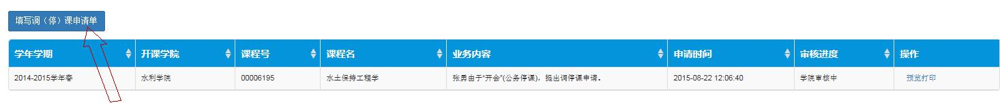 填写调（停）课申请单
学年学期 开课学院 课程号 课程名 业务内容 申请时间 审核进度 操作
2014-2015学年春 水利学院 00006195 水土保持工程学 张勇由于“开会”(公务停课)，提出调停课申请。 2015-08-22 12:06:40 学院审核中 预览打印